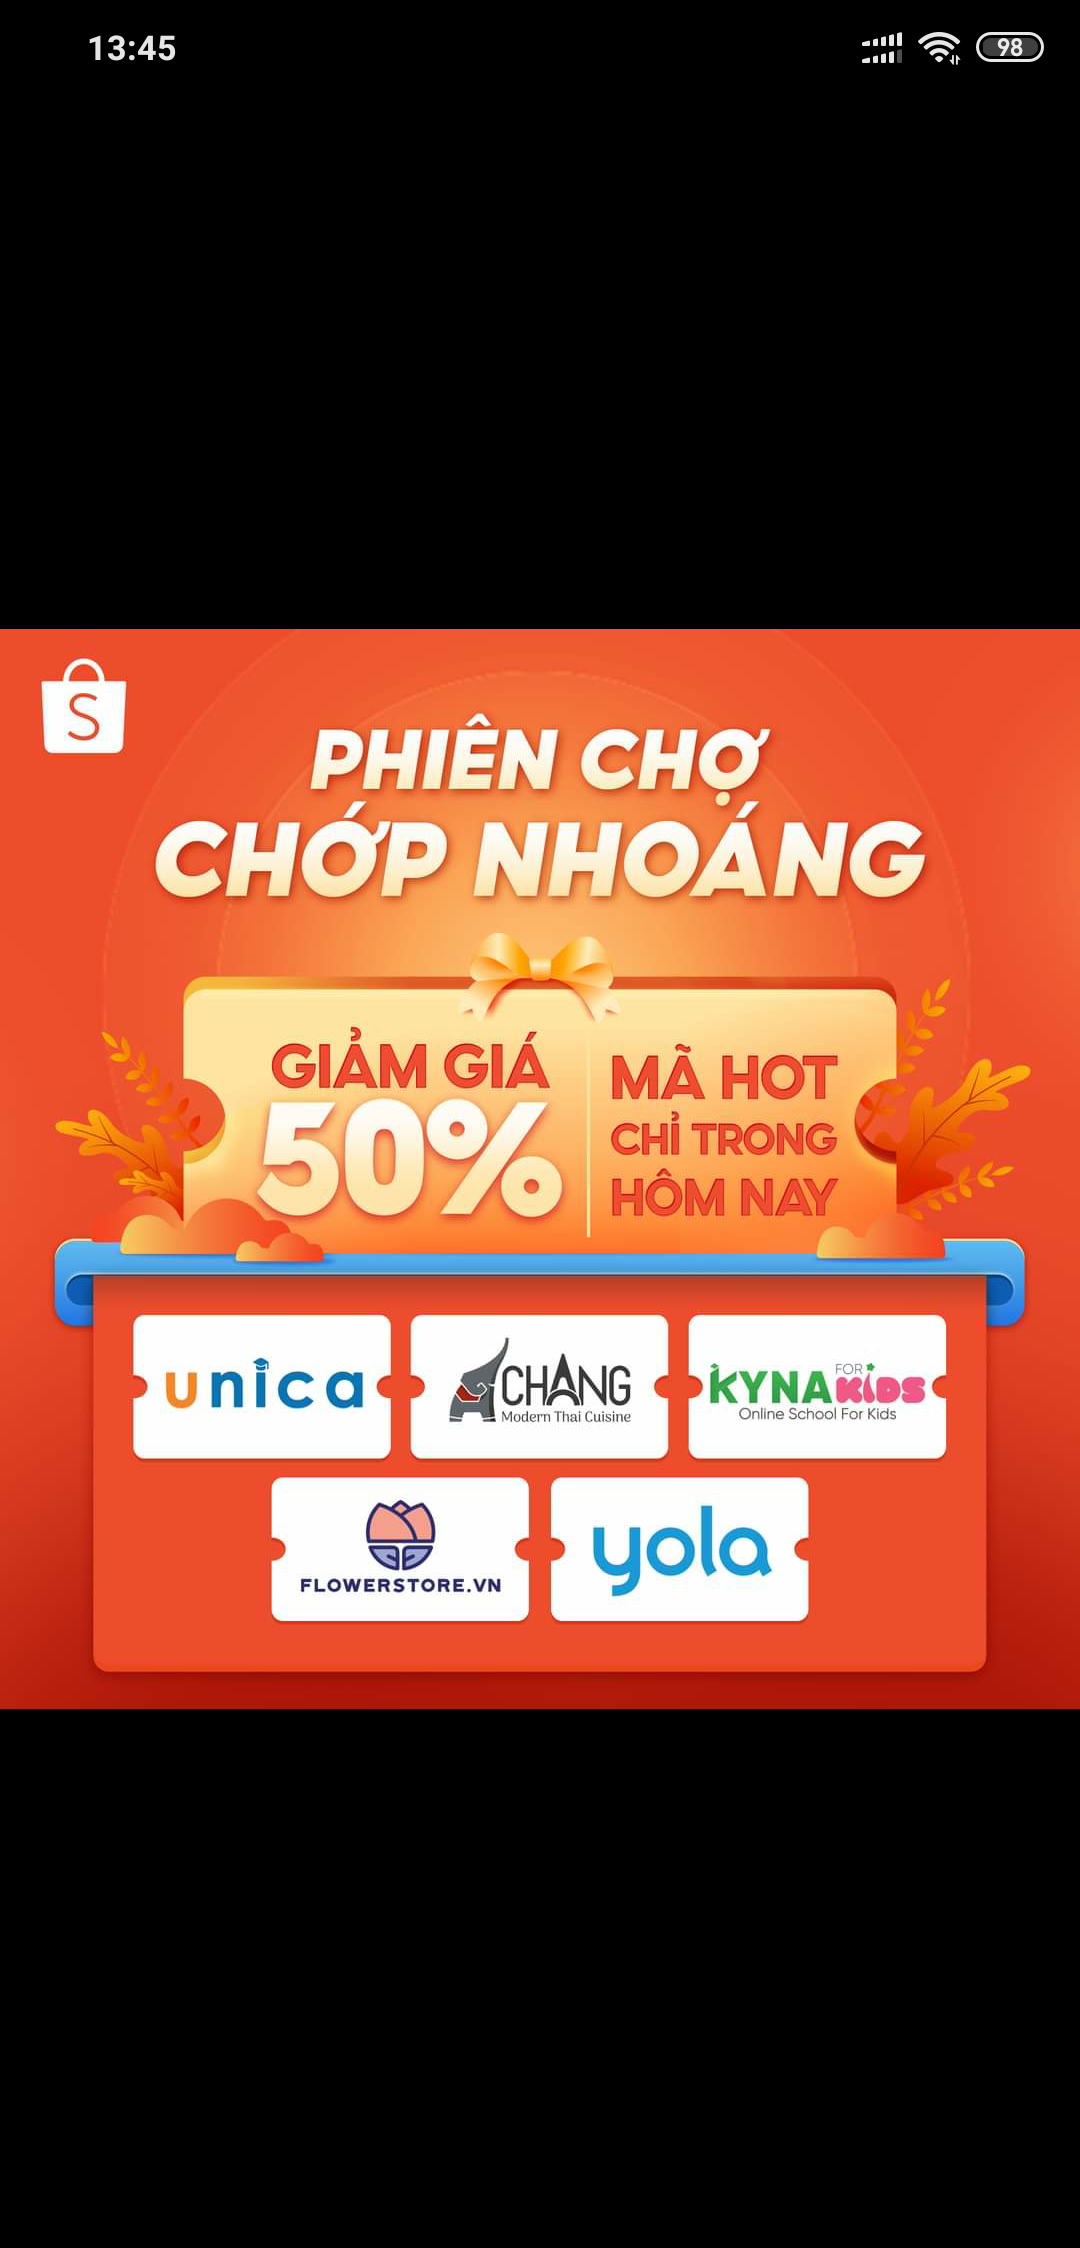 13:45
98
S
PHIÊN CHỢ
CHỚP NHOÁNG
GIẢM GIÁ
50%
MÃ HOT
CHỈ TRONG
HÔM NAY
unica
CHANG
Modern Thai Cuisine
KYNA FOR KIDS
Online School For Kids
FLOWERSTORE.VN
yola